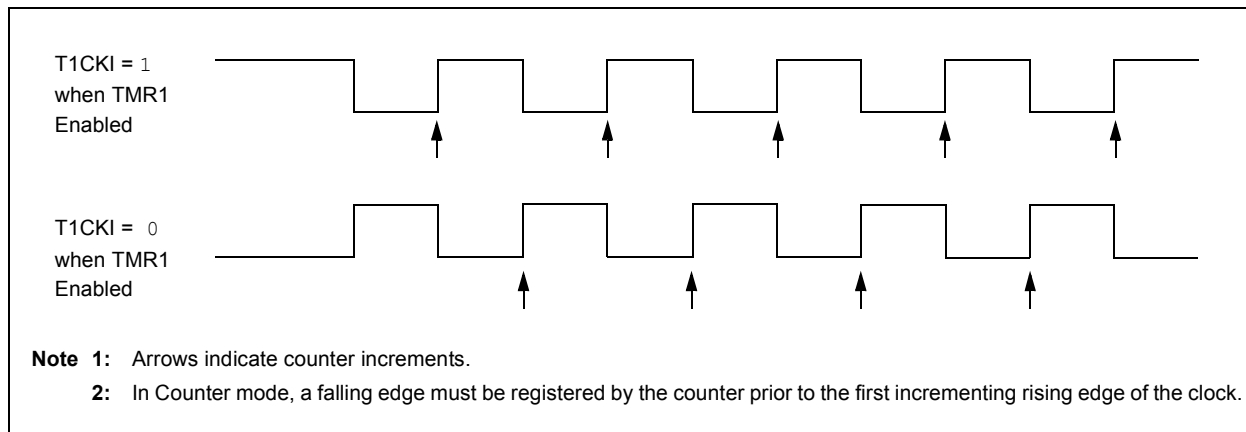 T1CKI = 1
when TMR1
Enabled
T1CKI = 0
when TMR1
Enabled
Note 1: Arrows indicate counter increments.
2: In Counter mode, a falling edge must be registered by the counter prior to the first incrementing rising edge of the clock.